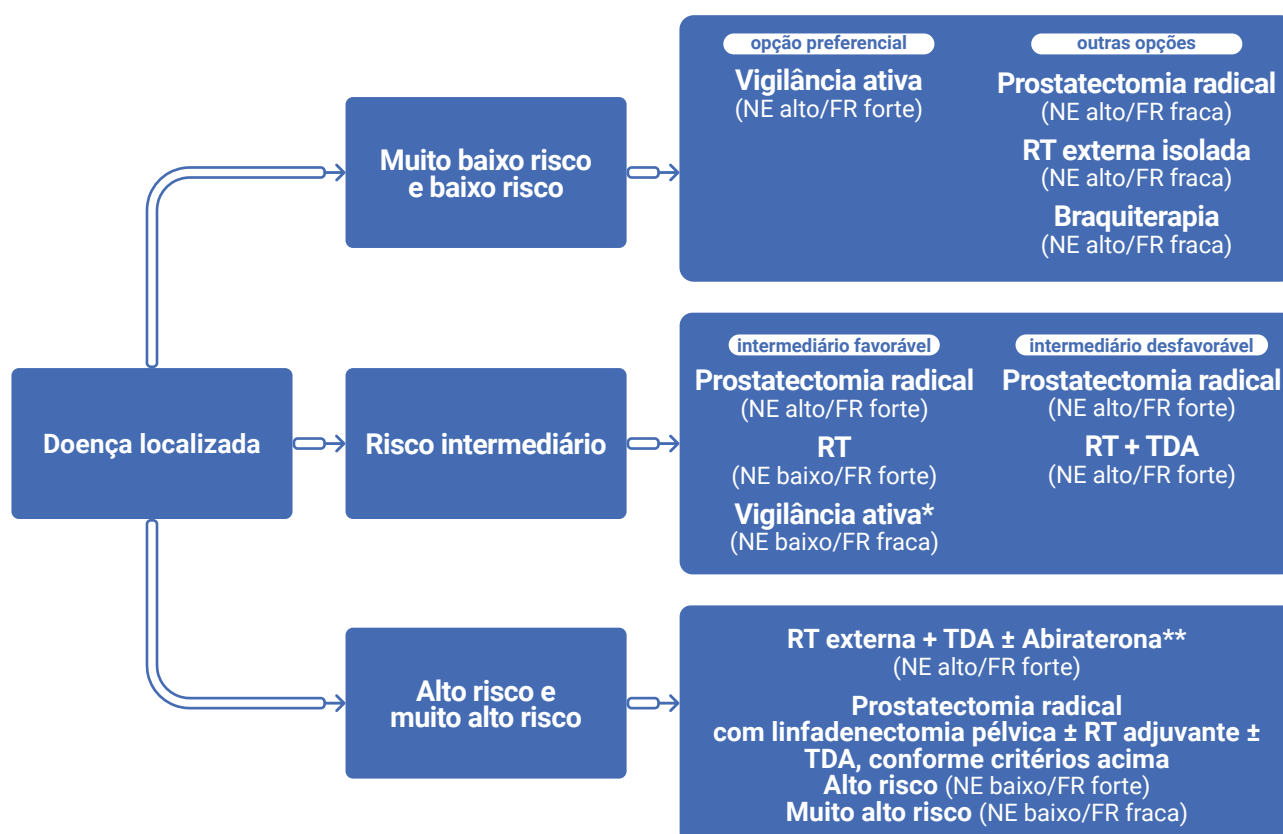 opção preferencial
Vigilância ativa
(NE alto/FR forte)
outras opções
Prostatectomia radical
(NE alto/FR fraca)
RT externa isolada
(NE alto/FR fraca)
Braquiterapia
(NE alto/FR fraca)
Muito baixo risco
e baixo risco
Doença localizada
Risco intermediário
intermediário favorável
Prostatectomia radical
(NE alto/FR forte)
RT
(NE baixo/FR forte)
Vigilância ativa*
(NE baixo/FR fraca)
intermediário desfavorável
Prostatectomia radical
(NE alto/FR forte)
RT + TDA
(NE alto/FR forte)
Alto risco e
muito alto risco
RT externa + TDA ± Abiraterona**
(NE alto/FR forte)
Prostatectomia radical
com linfadenectomia pélvica ± RT adjuvante ±
TDA, conforme critérios acima
Alto risco (NE baixo/FR forte)
Muito alto risco (NE baixo/FR fraca)